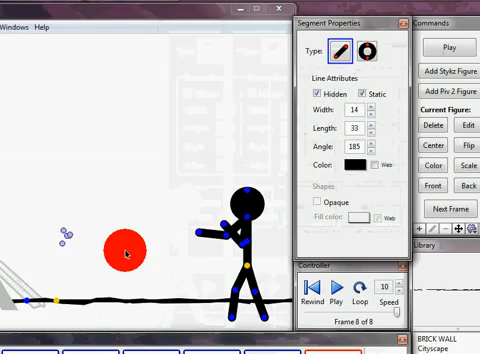 Windows Help
Segment Properties
Type:
Line Attributes
Hidden Static
Width: 14
Length: 33
Angle: 185
Color: Web
Shapes
Opaque
Fill color: Web
Controller
Rewind Play Loop Speed
10
Frame 8 of 8
Commands
Play
Add Stykz Figure
Add Piv 2 Figure
Current Figure:
Delete Edit
Center Flip
Color Scale
Front Back
Next Frame
Library
BRICK WALL
Cityscape